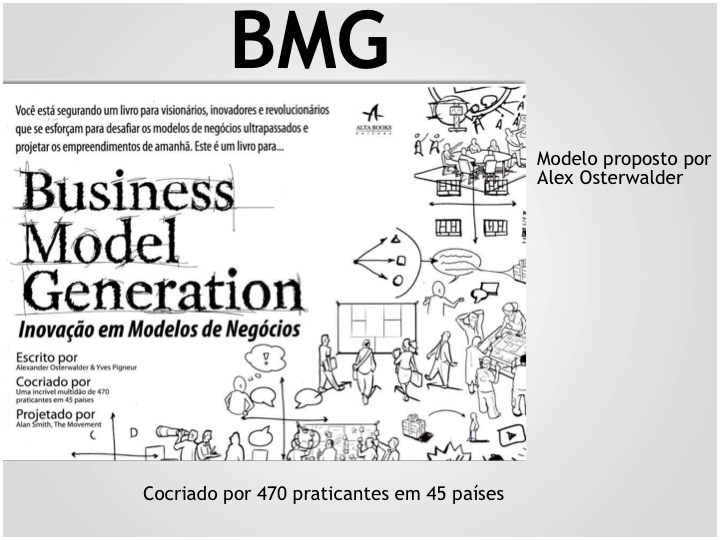 BMG
Você está segurando um livro para visionários, inovadores e revolucionários
que se esforçam para desafiar os modelos de negócios ultrapassados e
projetar os empreendimentos de amanhã. Este é um livro para...
ALTA BOOKS
EDITORA
Business
Model
Generation
Inovação em Modelos de Negócios
Escrito por
Alexander Osterwalder & Yves Pigneur
Cocriado por
Uma incrível multidão de 470
praticantes em 45 países
Projetado por
Alan Smith, The Movement
C D
Modelo proposto por
Alex Osterwalder
Cocriado por 470 praticantes em 45 países